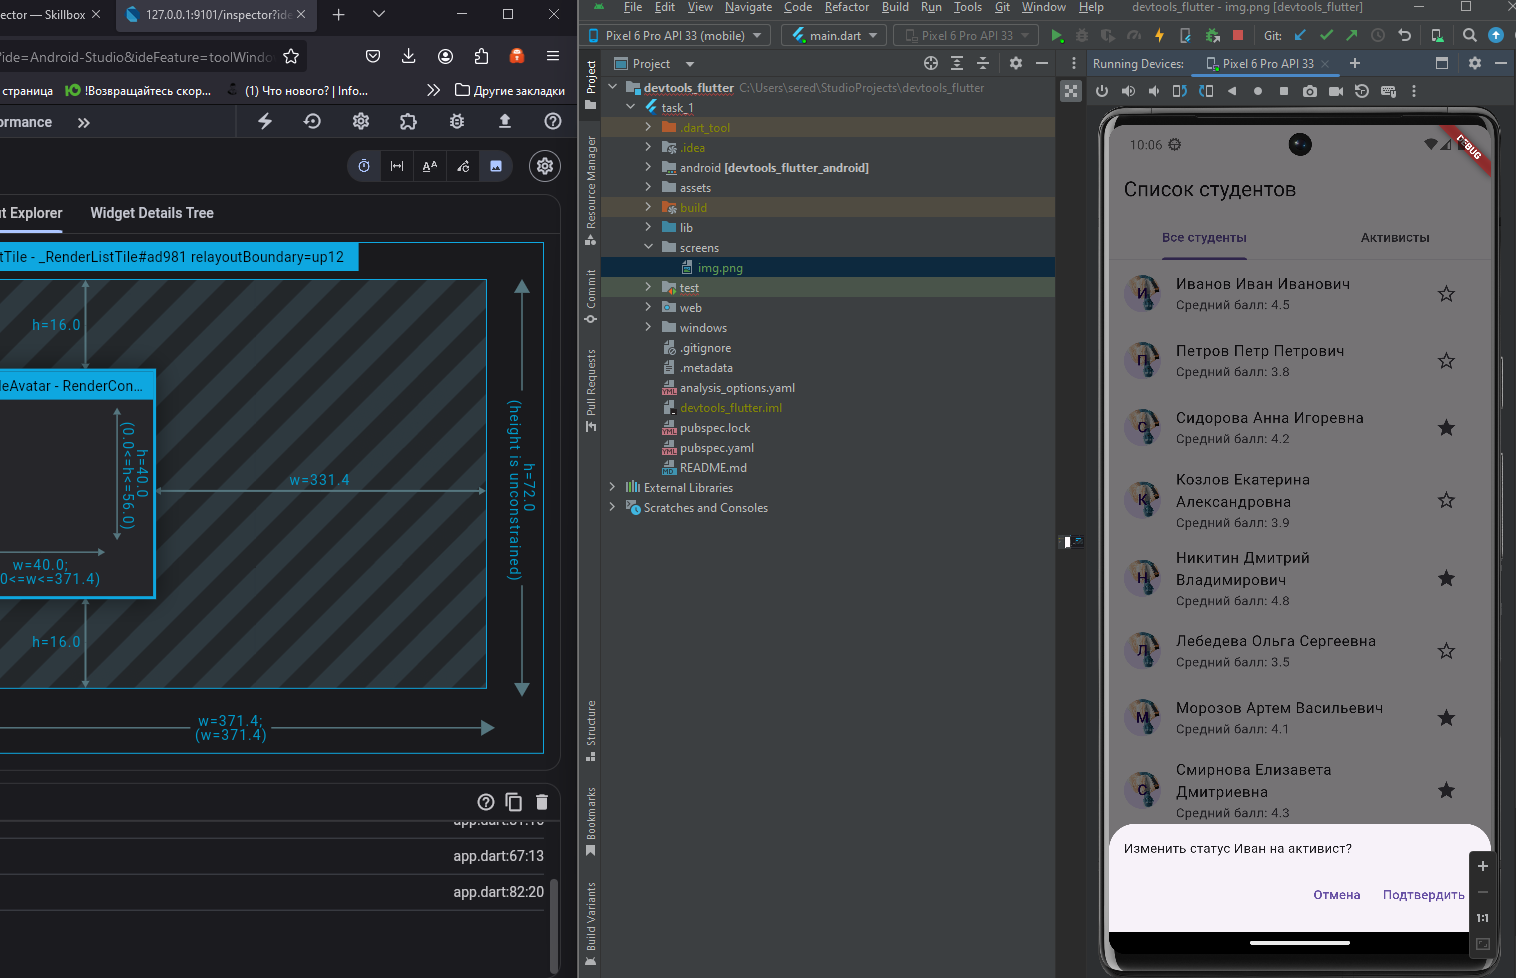 ector — Skillbox
127.0.0.1:9101/inspector?ide
?ide=Android-Studio&ideFeature=toolWindo
страница
!Возвращайтесь скор...
(1) Что нового? | Info...
Другие закладки
ormance
ut Explorer
Widget Details Tree
tTile - _RenderListTile#ad981 relayoutBoundary=up12
h=16.0
leAvatar - RenderCon...
h=40.0
(0.0<=h<=56.0)
w=331.4
h=72.0
(height is unconstrained)
w=40.0;
0<=w<=371.4)
h=16.0
w=371.4;
(w=371.4)
app.dart:67:13
app.dart:82:20
File Edit View Navigate Code Refactor Build Run Tools Git Window Help
devtools_flutter - img.png [devtools_flutter]
Pixel 6 Pro API 33 (mobile)
main.dart
Pixel 6 Pro API 33
Git:
Project
Resource Manager
Commit
Pull Requests
Structure
Bookmarks
Build Variants
Project
devtools_flutter C:\Users\sered\StudioProjects\devtools_flutter
task_1
.dart_tool
.idea
android [devtools_flutter_android]
assets
build
lib
screens
img.png
test
web
windows
.gitignore
.metadata
analysis_options.yaml
devtools_flutter.iml
pubspec.lock
pubspec.yaml
README.md
External Libraries
Scratches and Consoles
Running Devices:
Pixel 6 Pro API 33
10:06
DEBUG
Список студентов
Все студенты
Активисты
И
Иванов Иван Иванович
Средний балл: 4.5
П
Петров Петр Петрович
Средний балл: 3.8
С
Сидорова Анна Игоревна
Средний балл: 4.2
К
Козлов Екатерина
Александровна
Средний балл: 3.9
Н
Никитин Дмитрий
Владимирович
Средний балл: 4.8
Л
Лебедева Ольга Сергеевна
Средний балл: 3.5
М
Морозов Артем Васильевич
Средний балл: 4.1
С
Смирнова Елизавета
Дмитриевна
Средний балл: 4.3
Изменить статус Иван на активист?
Отмена
Подтвердить
1:1